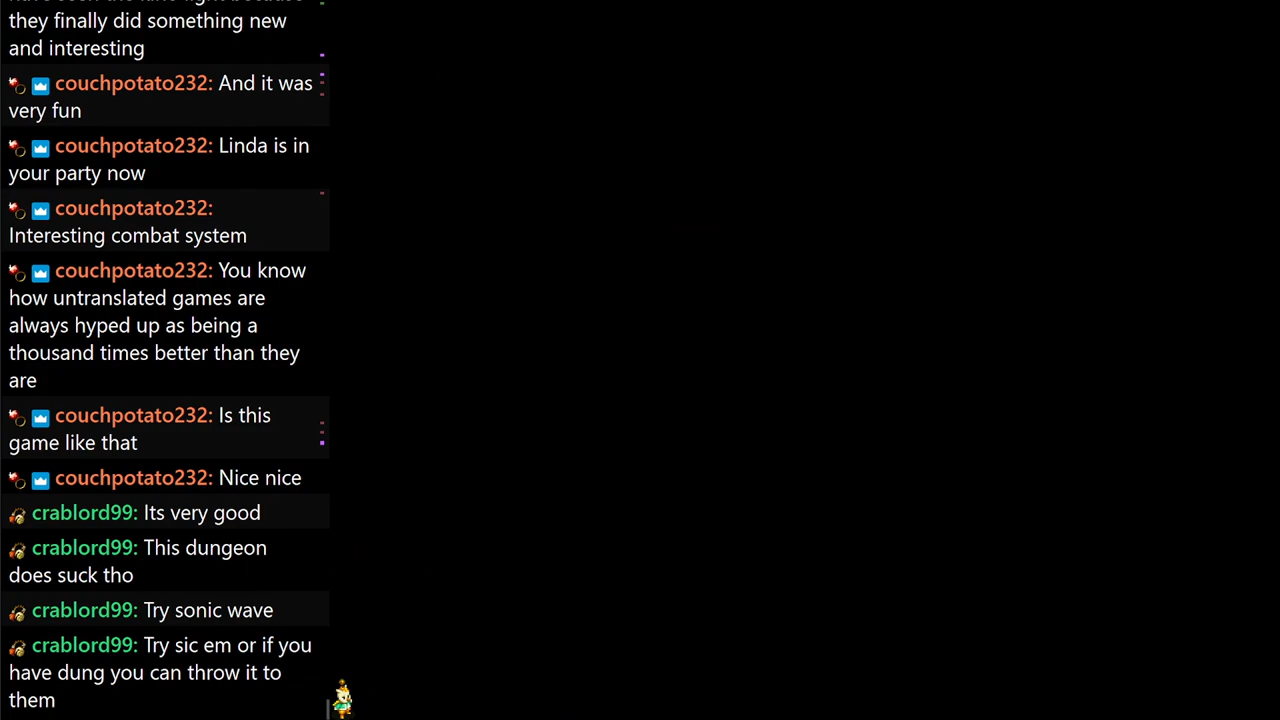 they finally did something new
and interesting
couchpotato232: And it was
very fun
couchpotato232: Linda is in
your party now
couchpotato232:
Interesting combat system
couchpotato232: You know
how untranslated games are
always hyped up as being a
thousand times better than they
are
couchpotato232: Is this
game like that
couchpotato232: Nice nice
crablord99: Its very good
crablord99: This dungeon
does suck tho
crablord99: Try sonic wave
crablord99: Try sic em or if you
have dung you can throw it to
them